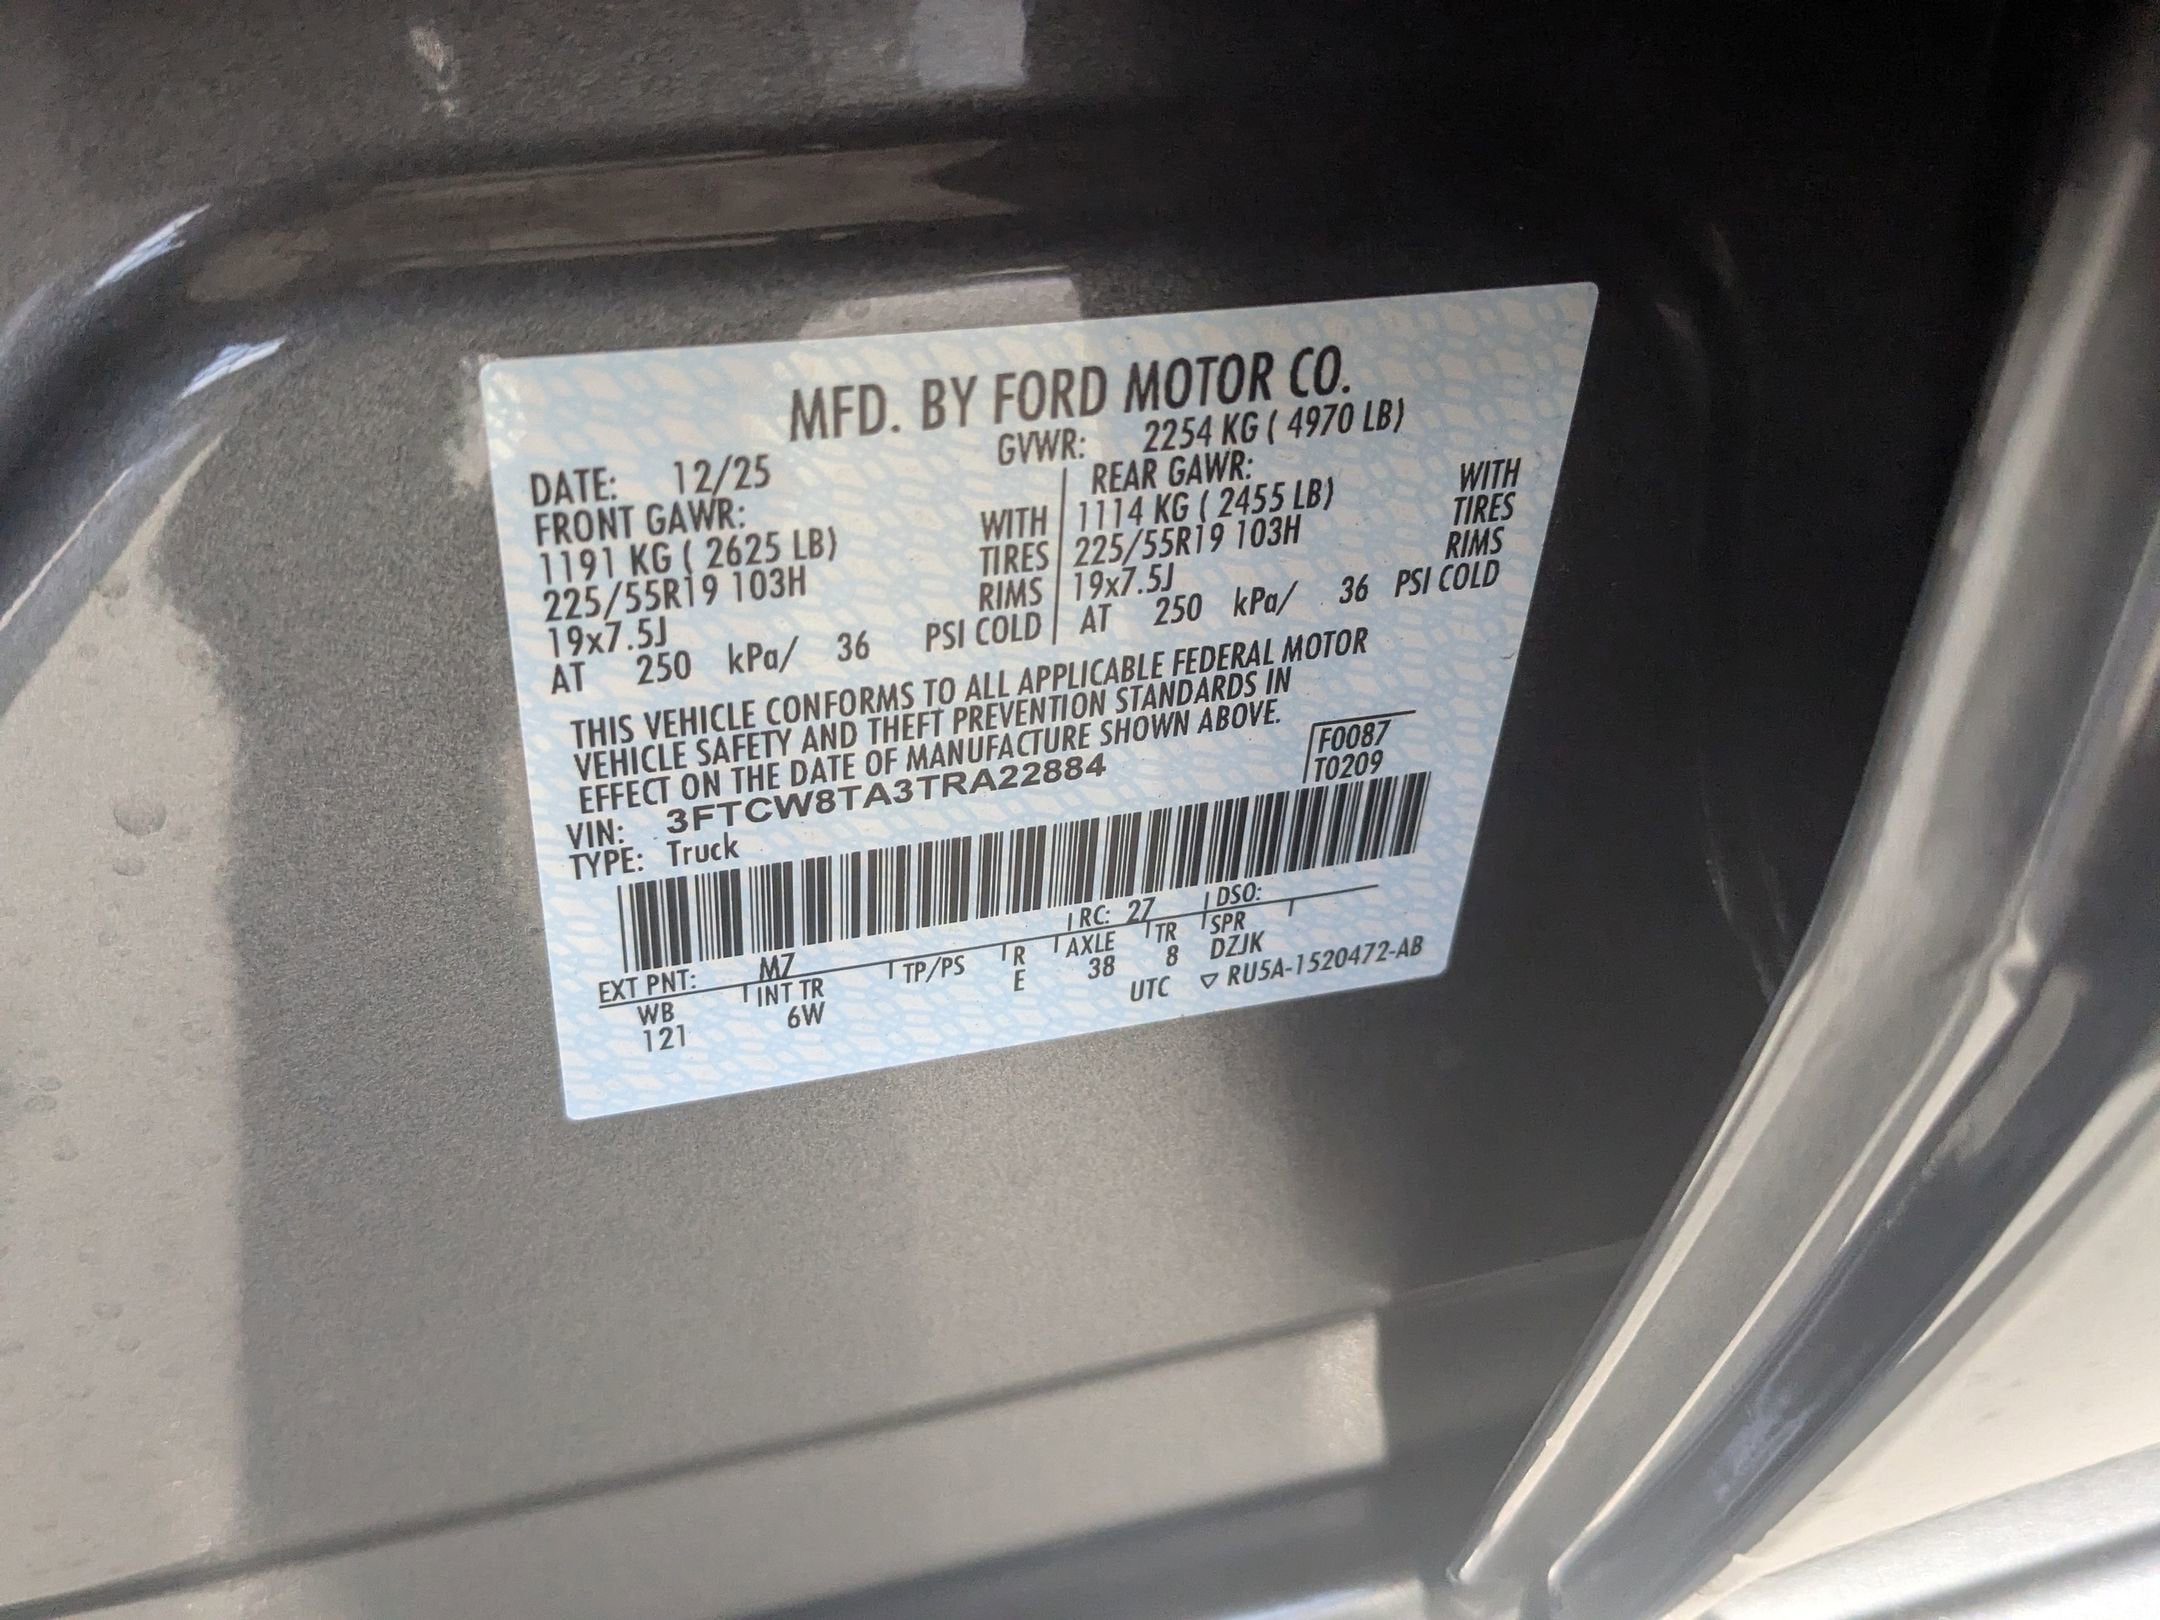 MFD. BY FORD MOTOR CO.
DATE: 12/25 GVWR: 2254 KG ( 4970 LB)
FRONT GAWR: REAR GAWR:
1191 KG ( 2625 LB) WITH 1114 KG ( 2455 LB) WITH
225/55R19 103H TIRES 225/55R19 103H TIRES
19x7.5J RIMS 19x7.5J RIMS
AT 250 kPa/ 36 PSI COLD AT 250 kPa/ 36 PSI COLD
THIS VEHICLE CONFORMS TO ALL APPLICABLE FEDERAL MOTOR
VEHICLE SAFETY AND THEFT PREVENTION STANDARDS IN
EFFECT ON THE DATE OF MANUFACTURE SHOWN ABOVE.
VIN: 3FTCW8TA3TRA22884 F0087
TYPE: Truck T0209
EXT PNT: M7 RC: 27 DSO:
WB INT TR TP/PS R AXLE TR SPR
121 6W E 38 8 DZJK
UTC ▽ RU5A-1520472-AB